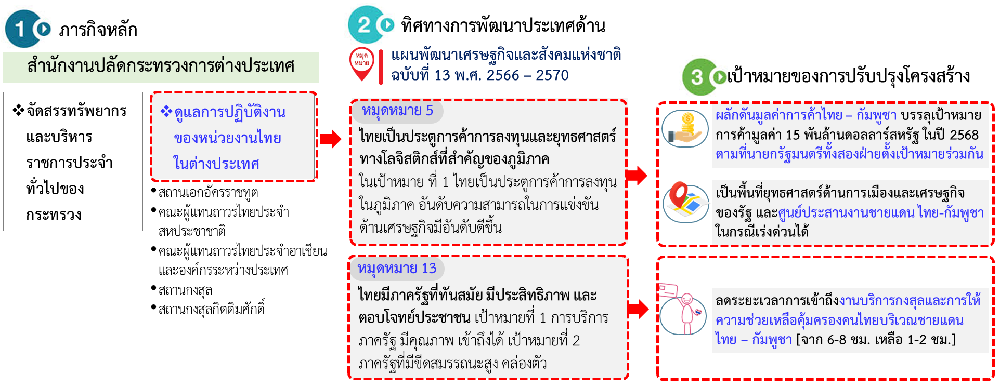 1
ภารกิจหลัก
สำนักงานปลัดกระทรวงการต่างประเทศ
❖จัดสรรทรัพยากร
และบริหาร
ราชการประจำ
ทั่วไปของ
กระทรวง
❖ดูแลการปฏิบัติงาน
ของหน่วยงานไทย
ในต่างประเทศ
•สถานเอกอัครราชทูต
•คณะผู้แทนถาวรไทยประจำ
สหประชาชาติ
•คณะผู้แทนถาวรไทยประจำอาเซียน
และองค์กรระหว่างประเทศ
•สถานกงสุล
•สถานกงสุลกิตติมศักดิ์
2
ทิศทางการพัฒนาประเทศด้าน
หมุด
หมาย
แผนพัฒนาเศรษฐกิจและสังคมแห่งชาติ
ฉบับที่ 13 พ.ศ. 2566 – 2570
หมุดหมาย 5
ไทยเป็นประตูการค้าการลงทุนและยุทธศาสตร์
ทางโลจิสติกส์ที่สำคัญของภูมิภาค
ในเป้าหมาย ที่ 1 ไทยเป็นประตูการค้าการลงทุน
ในภูมิภาค อันดับความสามารถในการแข่งขัน
ด้านเศรษฐกิจมีอันดับดีขึ้น
หมุดหมาย 13
ไทยมีภาครัฐที่ทันสมัย มีประสิทธิภาพ และ
ตอบโจทย์ประชาชน เป้าหมายที่ 1 การบริการ
ภาครัฐ มีคุณภาพ เข้าถึงได้ เป้าหมายที่ 2
ภาครัฐที่มีขีดสมรรถนะสูง คล่องตัว
3
เป้าหมายของการปรับปรุงโครงสร้าง
ผลักดันมูลค่าการค้าไทย – กัมพูชา บรรลุเป้าหมาย
การค้ามูลค่า 15 พันล้านดอลลาร์สหรัฐ ในปี 2568
ตามที่นายกรัฐมนตรีทั้งสองฝ่ายตั้งเป้าหมายร่วมกัน
เป็นพื้นที่ยุทธศาสตร์ด้านการเมืองและเศรษฐกิจ
ของรัฐ และศูนย์ประสานงานชายแดน ไทย-กัมพูชา
ในกรณีเร่งด่วนได้
ลดระยะเวลาการเข้าถึงงานบริการกงสุลและการให้
ความช่วยเหลือคุ้มครองคนไทยบริเวณชายแดน
ไทย – กัมพูชา [จาก 6-8 ชม. เหลือ 1-2 ชม.]